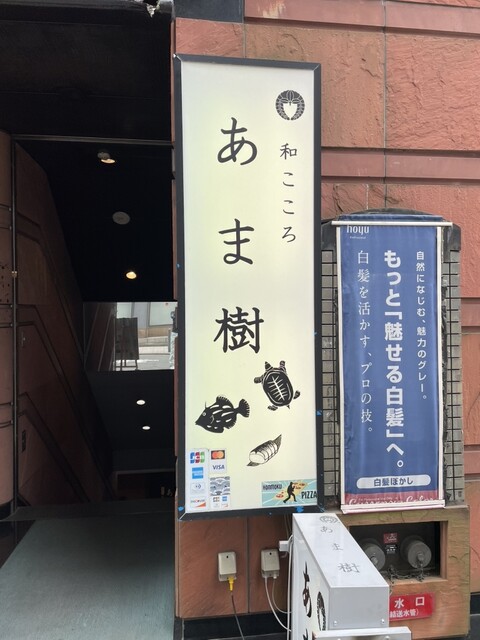 和こころ
あま樹
JCB
VISA
HONMOKU
PIZZA
hoyu
自然になじむ、魅力のグレー。
もっと「魅せる白髪」へ。
白髪を活かす、プロの技。
白髪ぼかし
あま樹
あ
水口